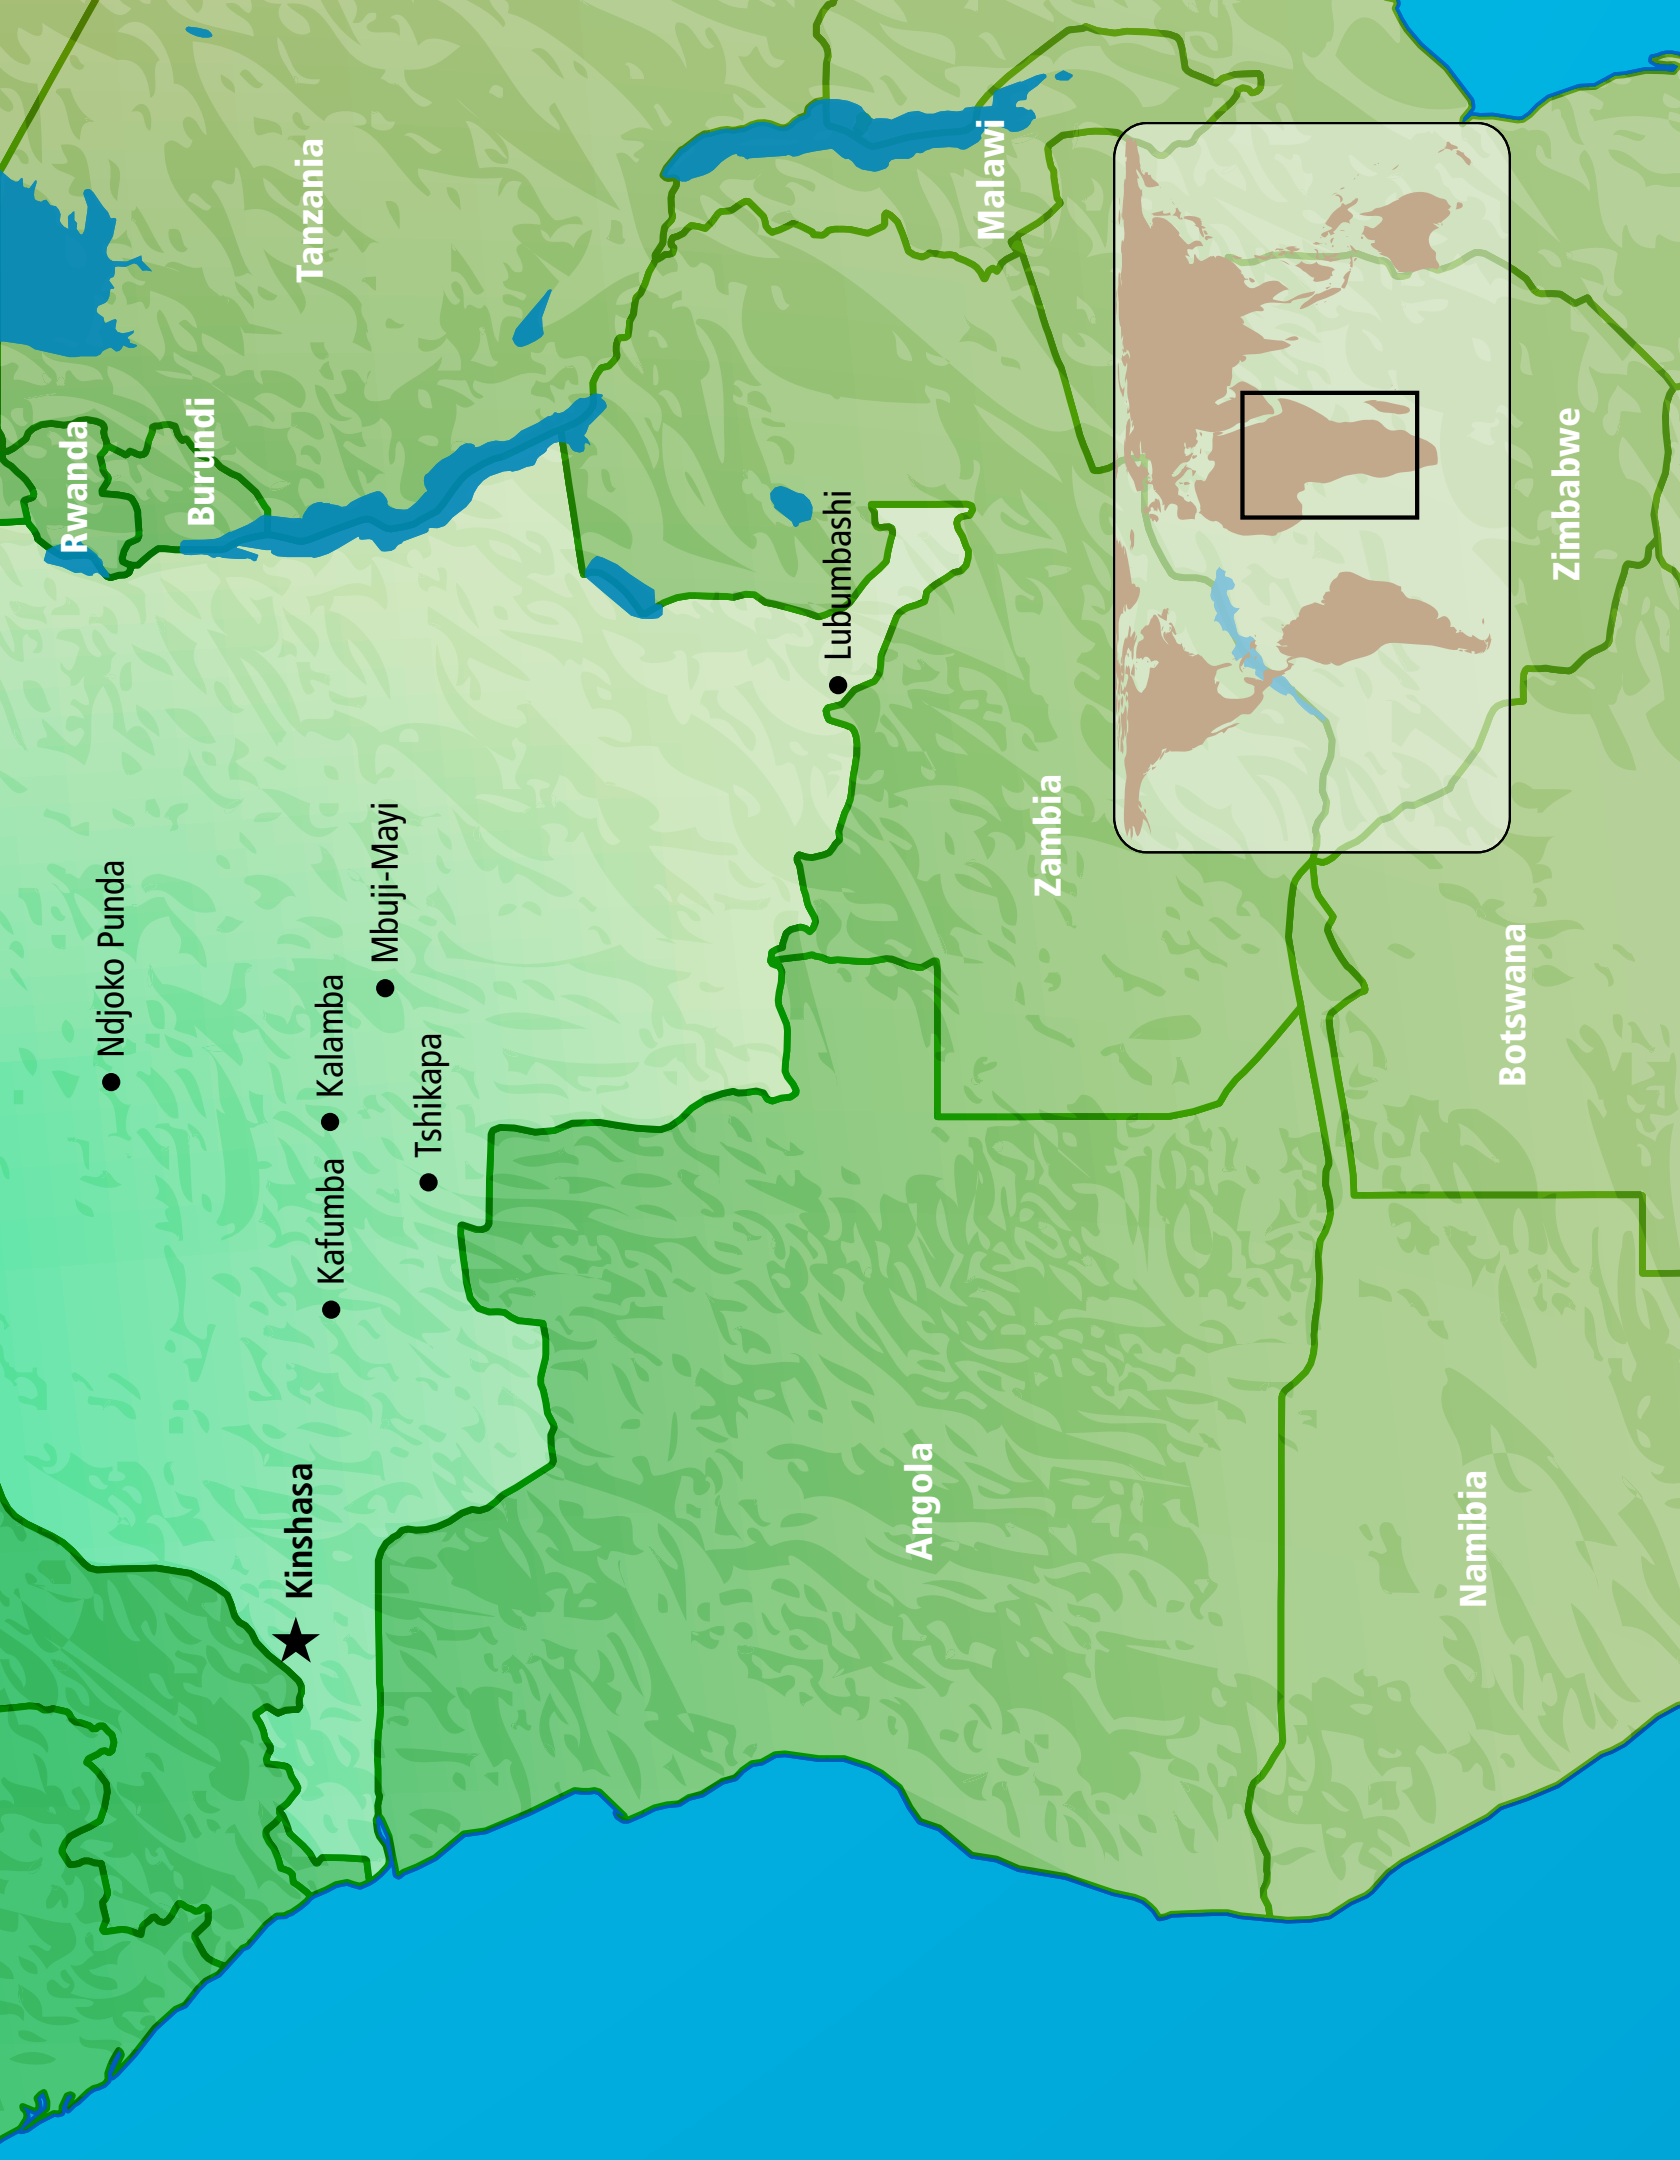 Rwanda
Ndjoko Punda
Burundi
Kinshasa
Tanzania
Kafumba
Kalamba
Mbuji-Mayi
Tshikapa
Lubumbashi
Angola
Malawi
Zambia
Namibia
Botswana
Zimbabwe